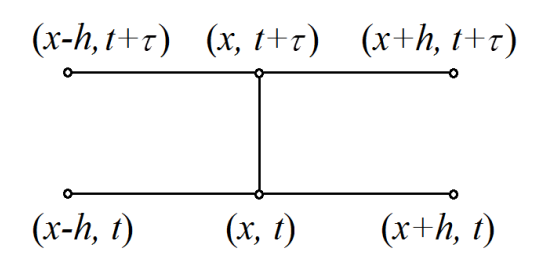 (x-h, t+τ) (x, t+τ) (x+h, t+τ)
(x-h, t) (x, t) (x+h, t)